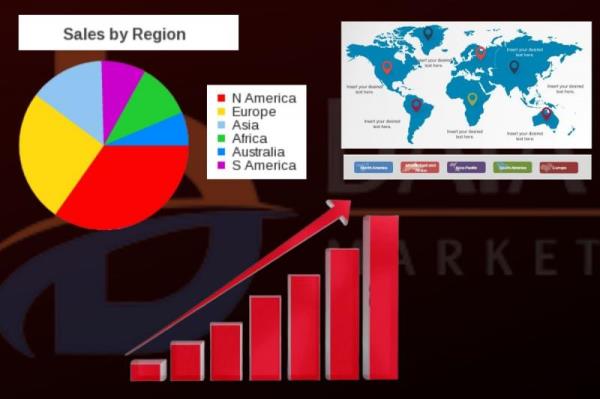 Sales by Region
N America
Europe
Asia
Africa
Australia
S America
Insert your desired
text here.
Insert your desired
text here.
Insert your desired
text here.
Insert your desired
text here.
Insert your desired
text here.
Insert your desired
text here.
Insert your desired
text here.
North America
Asia Pacific
South America
Europe
DATA
MARKET